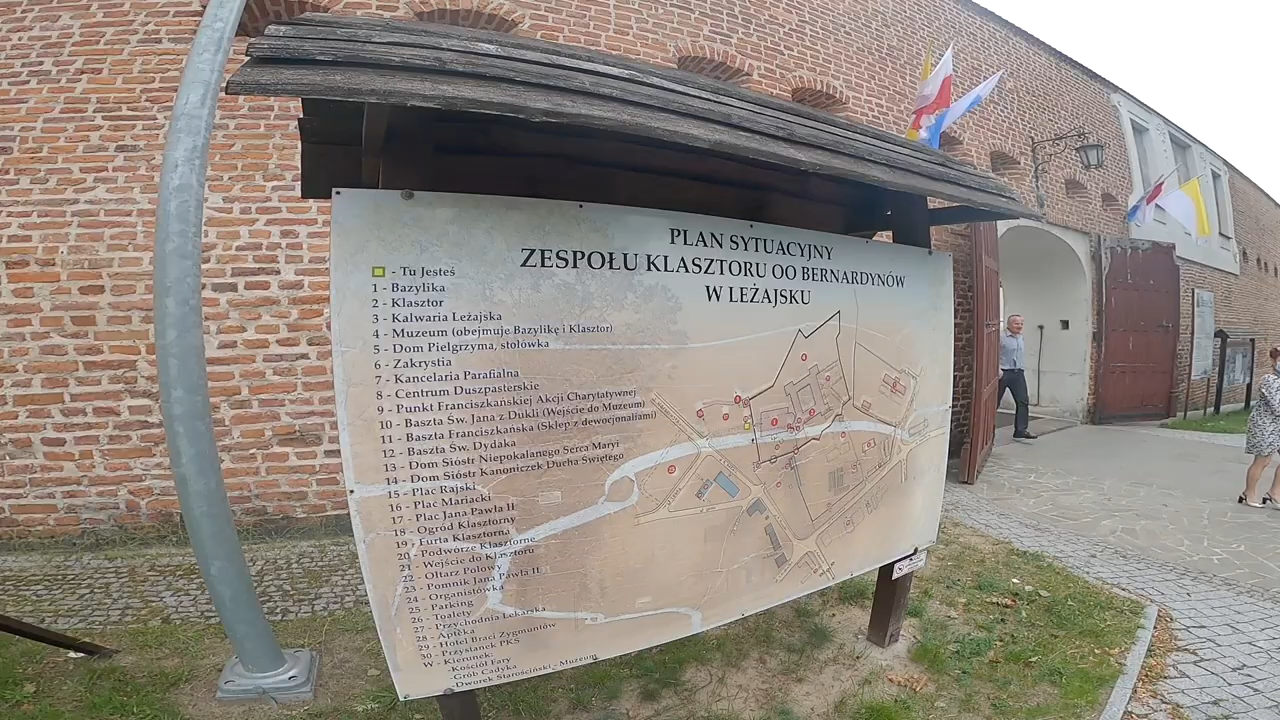 PLAN SYTUACYJNY
ZESPOŁU KLASZTORU OO BERNARDYNÓW
W LEŻAJSKU
- Tu Jesteś
1 - Bazylika
2 - Klasztor
3 - Kalwaria Leżajska
4 - Muzeum (obejmuje Bazylikę i Klasztor)
5 - Dom Pielgrzyma, stołówka
6 - Zakrystia
7 - Kancelaria Parafialna
8 - Centrum Duszpasterskie
9 - Punkt Franciszkańskiej Akcji Charytatywnej
10 - Baszta Św. Jana z Dukli (Wejście do Muzeum)
11 - Baszta Franciszkańska (Sklep z dewocjonaliami)
12 - Baszta Św. Dydaka
13 - Dom Sióstr Niepokalanego Serca Maryi
14 - Dom Sióstr Kanoniczek Ducha Świętego
15 - Plac Rajski
16 - Plac Mariacki
17 - Plac Jana Pawła II
18 - Ogród Klasztorny
19 - Furta Klasztorna
20 - Podwórze Klasztorne
21 - Wejście do Klasztoru
22 - Ołtarz Polowy
23 - Pomnik Jana Pawła II
24 - Organistówka
25 - Parking
26 - Toalety
27 - Przychodnia Lekarska
28 - Apteka
29 - Hotel Braci Zygmuntów
30 - Przystanek PKS
W - Kierunek:
-Kościół Fary
-Grób Cadyka
-Dworek Starościński - Muzeum